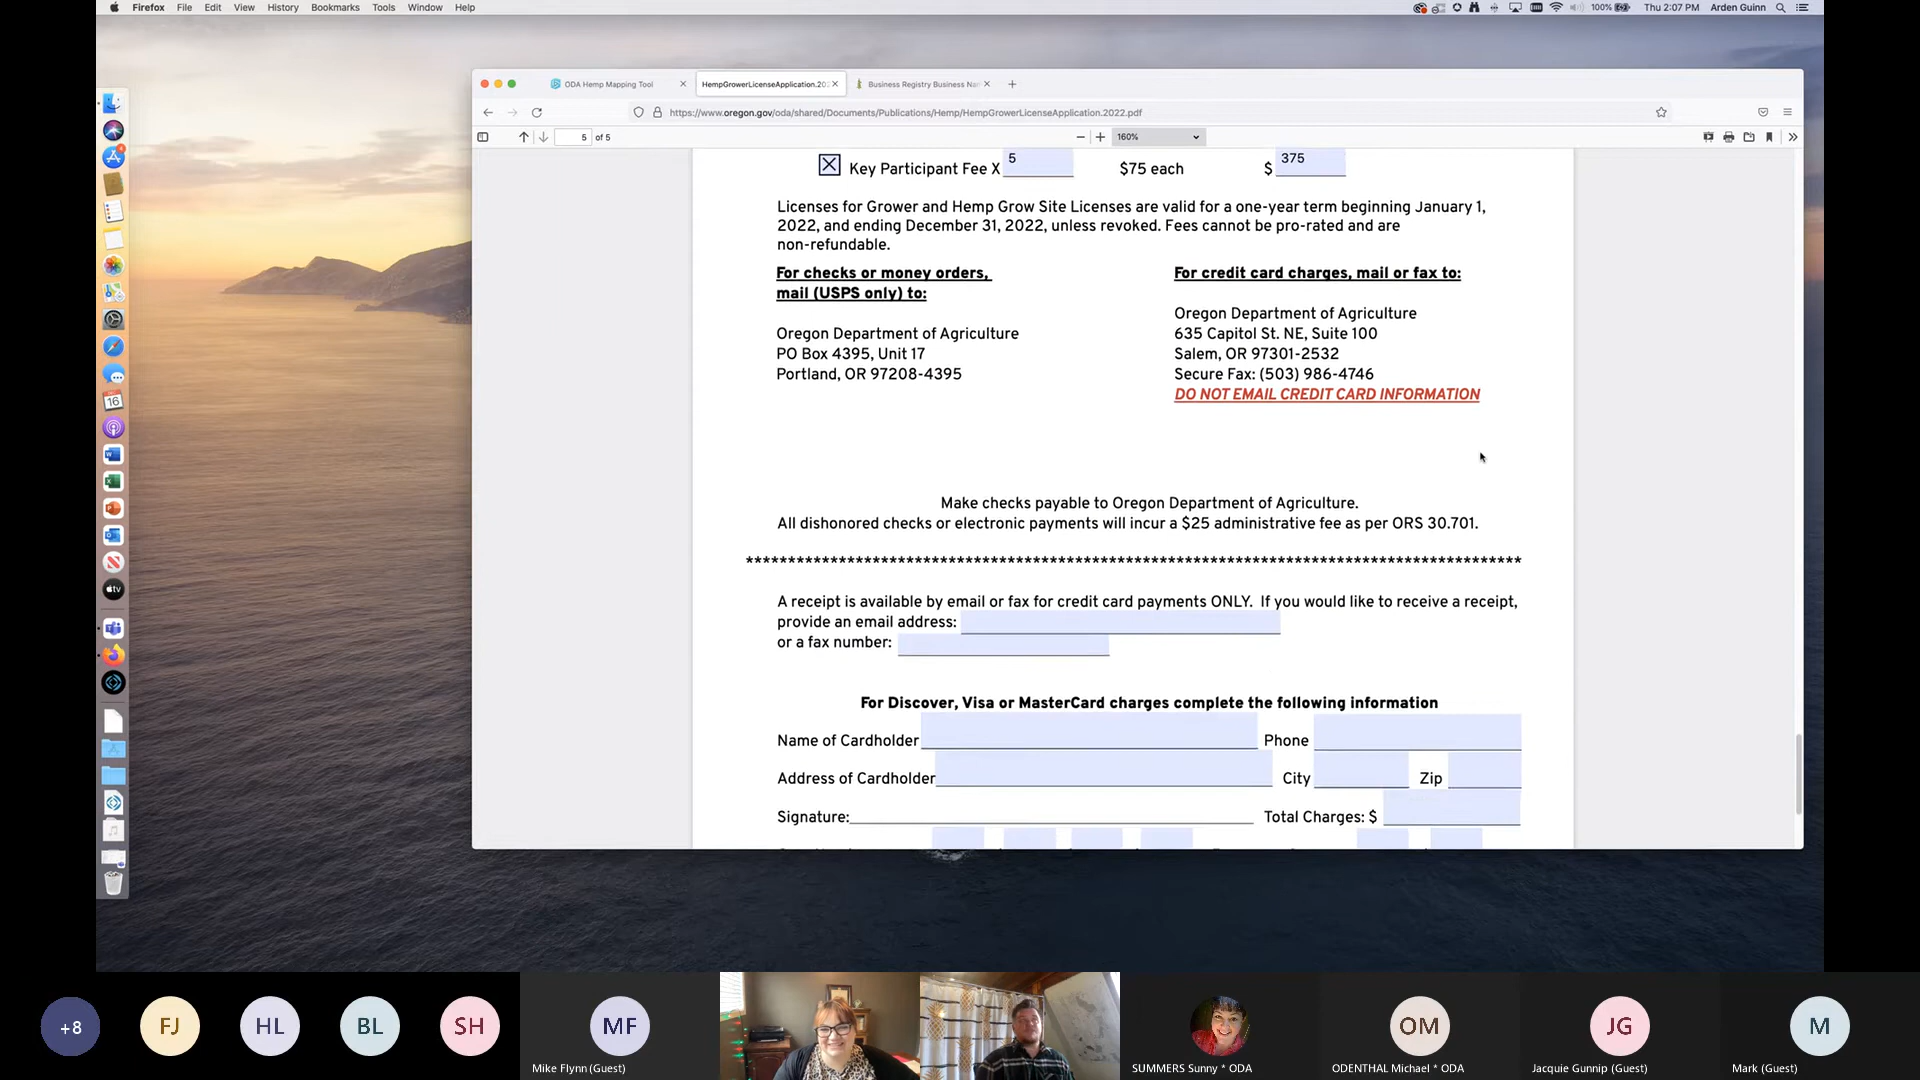 Firefox File Edit View History Bookmarks Tools Window Help
100% Thu 2:07 PM Arden Guinn
ODA Hemp Mapping Tool
HempGrowerLicenseApplication.202
Business Registry Business Na
https://www.oregon.gov/oda/shared/Documents/Publications/Hemp/HempGrowerLicenseApplication.2022.pdf
5 of 5
160%
Key Participant Fee X 5 $75 each $ 375
Licenses for Grower and Hemp Grow Site Licenses are valid for a one-year term beginning January 1,
2022, and ending December 31, 2022, unless revoked. Fees cannot be pro-rated and are
non-refundable.
For checks or money orders,
mail (USPS only) to:
Oregon Department of Agriculture
PO Box 4395, Unit 17
Portland, OR 97208-4395
For credit card charges, mail or fax to:
Oregon Department of Agriculture
635 Capitol St. NE, Suite 100
Salem, OR 97301-2532
Secure Fax: (503) 986-4746
DO NOT EMAIL CREDIT CARD INFORMATION
Make checks payable to Oregon Department of Agriculture.
All dishonored checks or electronic payments will incur a $25 administrative fee as per ORS 30.701.
A receipt is available by email or fax for credit card payments ONLY. If you would like to receive a receipt,
provide an email address:
or a fax number:
For Discover, Visa or MasterCard charges complete the following information
Name of Cardholder Phone
Address of Cardholder City Zip
Signature: Total Charges: $
16
tv
+8
FJ
HL
BL
SH
MF
OM
JG
M
Mike Flynn (Guest)
SUMMERS Sunny * ODA
ODENTHAL Michael * ODA
Jacquie Gunnip (Guest)
Mark (Guest)